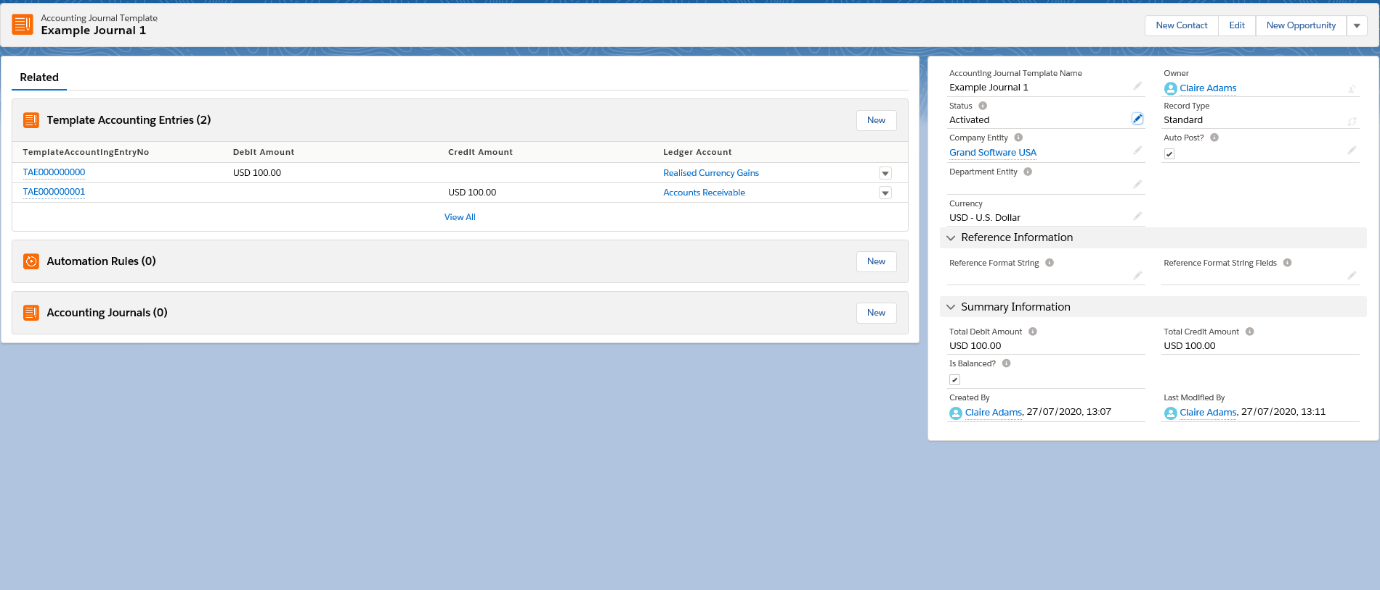 Accounting Journal Template
Example Journal 1
New Contact Edit New Opportunity
Related
Template Accounting Entries (2) New
TemplateAccountingEntryNo Debit Amount Credit Amount Ledger Account
TAE000000000 USD 100.00 Realised Currency Gains
TAE000000001 USD 100.00 Accounts Receivable
View All
Automation Rules (0) New
Accounting Journals (0) New
Accounting Journal Template Name Owner
Example Journal 1 Claire Adams
Status Record Type
Activated Standard
Company Entity Auto Post?
Grand Software USA
Department Entity
Currency
USD - U.S. Dollar
Reference Information
Reference Format String Reference Format String Fields
Summary Information
Total Debit Amount Total Credit Amount
USD 100.00 USD 100.00
Is Balanced?
Created By Last Modified By
Claire Adams, 27/07/2020, 13:07 Claire Adams, 27/07/2020, 13:11